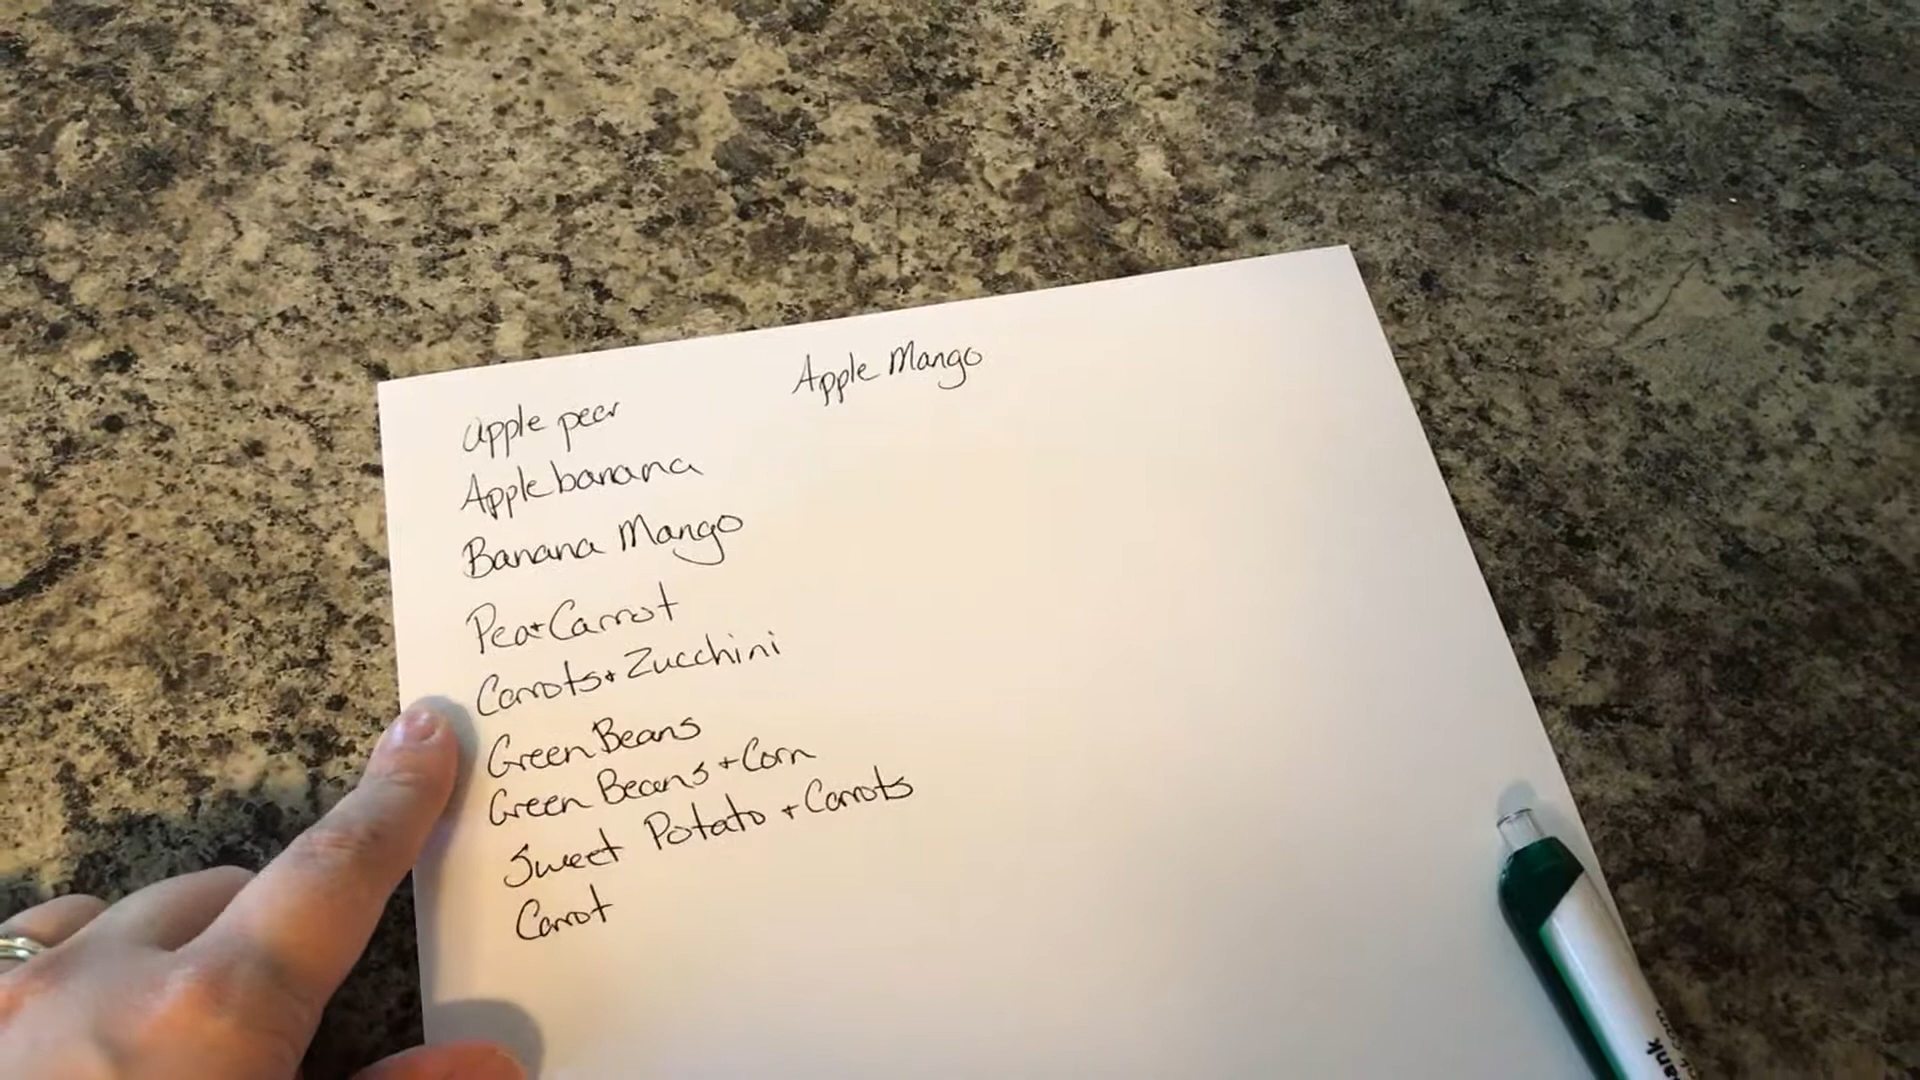 Apple Mango
apple pear
Apple banana
Banana Mango
Pea + Carrot
Carrots + Zucchini
Green Beans
Green Beans + Corn
Sweet Potato + Carrots
Carrot